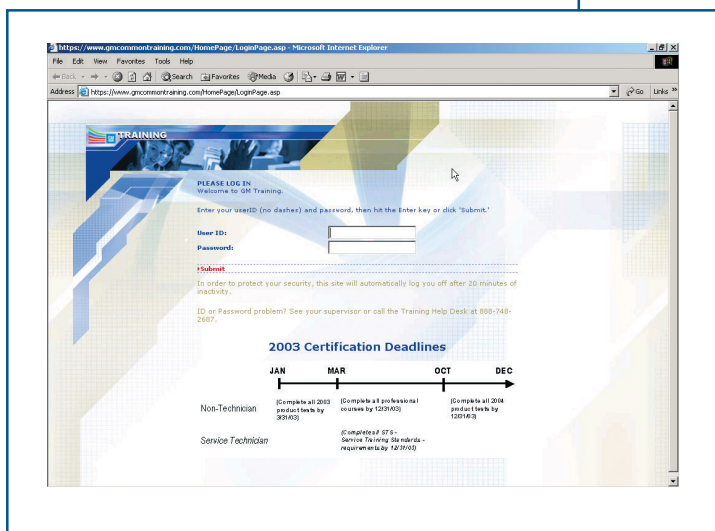 https://www.gmcommontraining.com/HomePage/LoginPage.asp - Microsoft Internet Explorer
File Edit View Favorites Tools Help
Back Search Favorites Media
Address https://www.gmcommontraining.com/HomePage/LoginPage.asp Go Links »
GM TRAINING
PLEASE LOG IN
Welcome to GM Training.
Enter your userID (no dashes) and password, then hit the Enter key or click 'Submit.'
User ID:
Password:
Submit
In order to protect your security, this site will automatically log you off after 20 minutes of
inactivity.
ID or Password problem? See your supervisor or call the Training Help Desk at 888-748-
2687.
2003 Certification Deadlines
JAN MAR OCT DEC
Non-Technician
(Complete all 2003
product tests by
3/31/03)
(Complete all professional
courses by 12/31/03)
(Complete all 2004
product tests by
12/31/03)
Service Technician
(Complete all STS -
Service Training Standards -
requirements by 12/31/03)